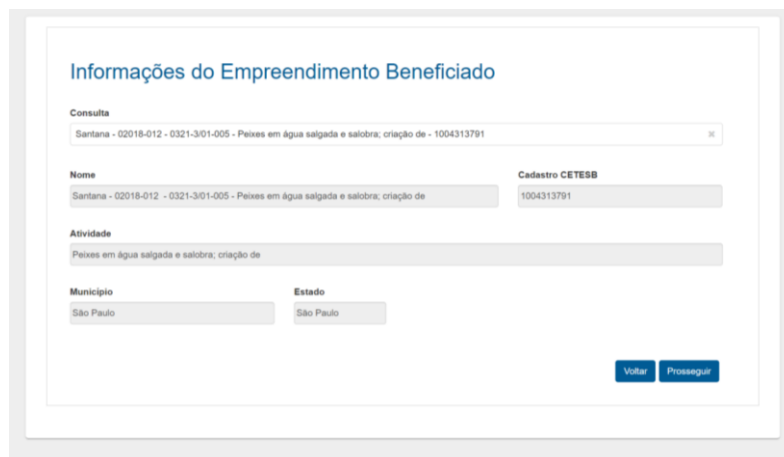 Informações do Empreendimento Beneficiado
Consulta
Santana - 02018-012 - 0321-3/01-005 - Peixes em água salgada e salobra; criação de - 1004313791
Nome
Cadastro CETESB
Santana - 02018-012 - 0321-3/01-005 - Peixes em água salgada e salobra; criação de
1004313791
Atividade
Peixes em água salgada e salobra; criação de
Município
Estado
São Paulo
São Paulo
Voltar
Prosseguir